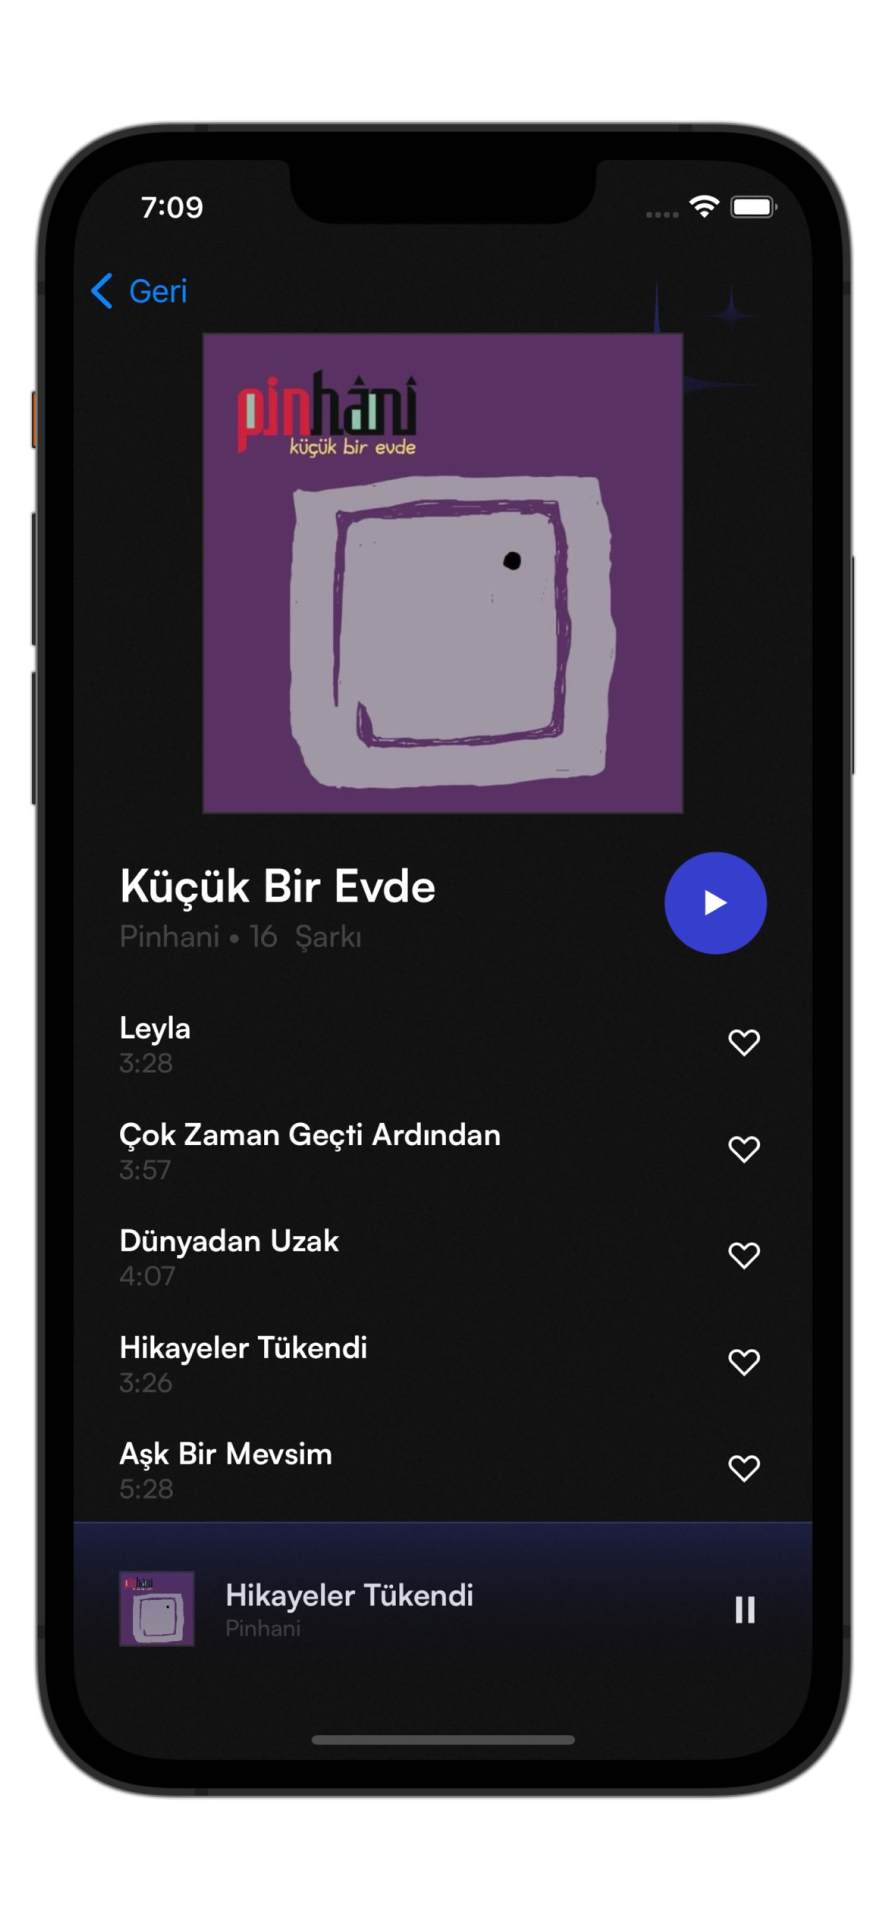 7:09
Geri
pinhâni
küçük bir evde
Küçük Bir Evde
Pinhani • 16 Şarkı
Leyla
3:28
Çok Zaman Geçti Ardından
3:57
Dünyadan Uzak
4:07
Hikayeler Tükendi
3:26
Aşk Bir Mevsim
5:28
Hikayeler Tükendi
Pinhani